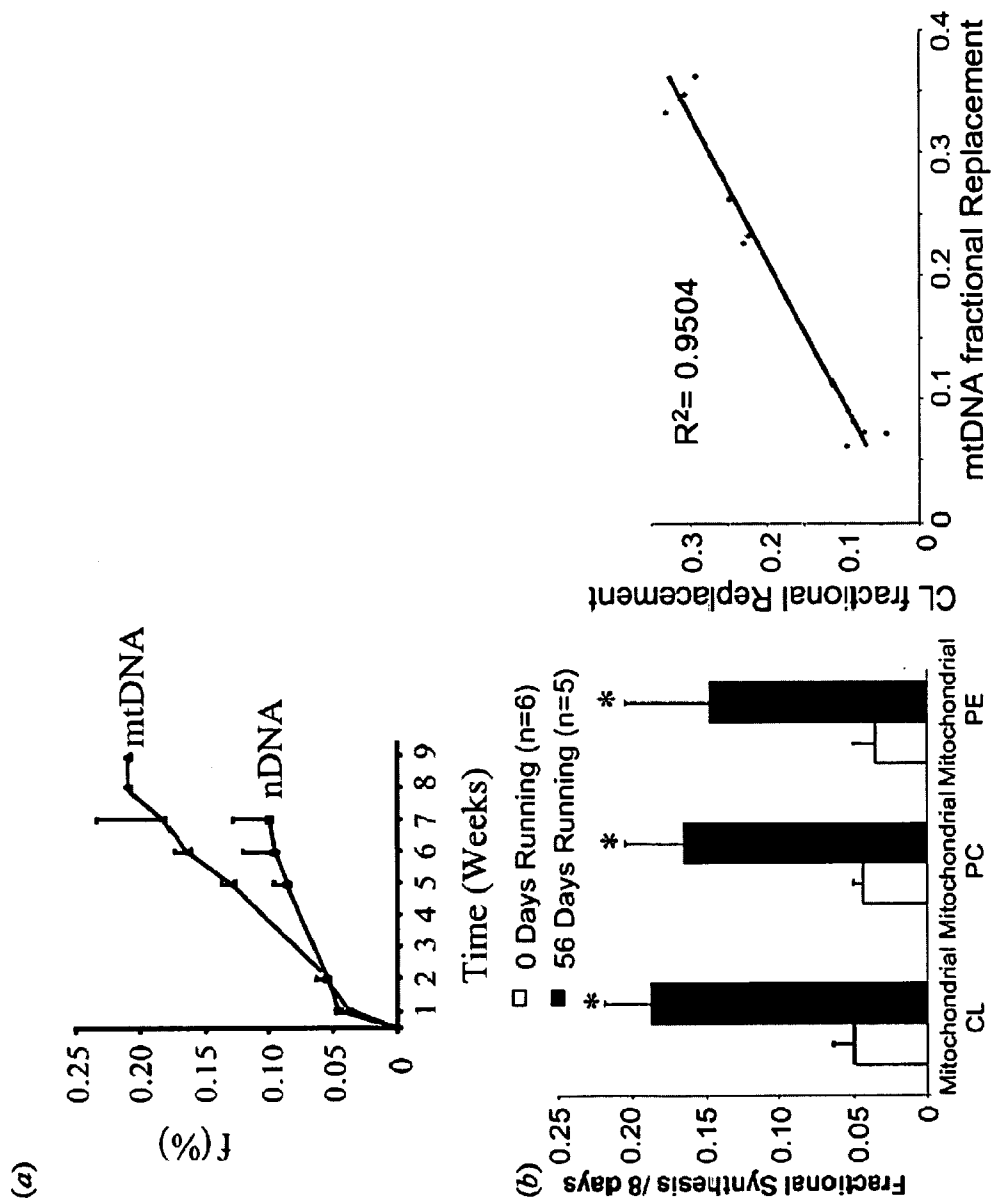 (a)
f (%)
0.25
0.20
0.15
0.10
0.05
0
mtDNA
nDNA
1 2 3 4 5 6 7 8 9
Time (Weeks)
(b)
Fractional Synthesis /8 days
0.25
0.20
0.15
0.10
0.05
0
0 Days Running (n=6)
56 Days Running (n=5)
* * *
Mitochondrial Mitochondrial Mitochondrial
CL PC PE
CL fractional Replacement
0.3
0.2
0.1
0
R²= 0.9504
0 0.1 0.2 0.3 0.4
mtDNA fractional Replacement